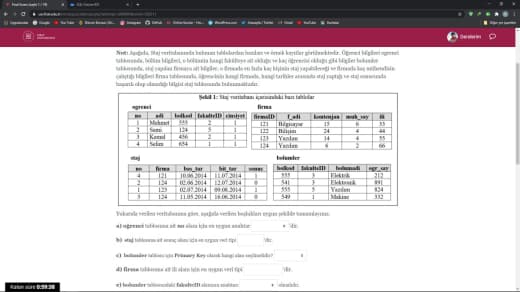 Not: Aşağıda, Staj veritabanında bulunan tablolardan bazıları ve örnek kayıtlar görünmektedir. Öğrenci bilgileri ogrenci
tablosunda, bölüm bilgileri, o bölümün hangi fakülteye ait olduğu ve kaç öğrencisi olduğu gibi bilgiler bolumler
tablosunda, staj yapılan firmaya ait bilgiler, o firmada en fazla kaç kişinin staj yapabileceği ve firmada kaç mühendisin
çalıştığı bilgileri firma tablosunda, öğrencinin hangi firmada, hangi tarihler arasında staj yaptığı ve staj sonucunda
başarılı olup olmadığı bilgisi staj tablosunda bulunmaktadır.
Şekil 1: Staj veritabanı içerisindeki bazı tablolar
ogrenci
no adi bolkod fakulteID cinsiyet
1 Mehmet 555 2 1
2 Sami 124 5 1
3 Kamal 456 2 1
4 Selim 654 1 1
firma
firmaID f_adi kontenjan muh_say ili
121 Bilgisayar 15 6 33
122 Bilişim 24 4 44
123 Yazılım 14 4 55
124 Yazılım 6 2 66
staj
no firma bas_tar bit_tar sonuc
4 121 10.06.2014 11.07.2014 1
2 124 02.06.2014 12.07.2014 0
1 123 02.07.2014 09.08.2014 1
3 124 11.05.2014 16.06.2014 0
bolumler
bolkod fakulteID bolumadi ogr_say
555 3 Elektrik 212
541 3 Elektronik 891
555 5 Yazılım 824
549 1 Makine 332
Yukarıda verilen veritabanına göre, aşağıda verilen boşlukları uygun şekilde tamamlayınız.
a) ogrenci tablosuna ait no alanı için en uygun anahtar 'dir.
b) staj tablosuna ait sonuç alanı için en uygun veri tipi 'dir.
c) bolumler tablosu için Primary Key olarak hangi alan seçilmelidir?
d) firma tablosuna ait ili alanı için en uygun veri tipi 'dir.
e) bolumler tablosundaki fakulteID alanının anahtarı olmalıdır.
Kalan süre 0:59:38